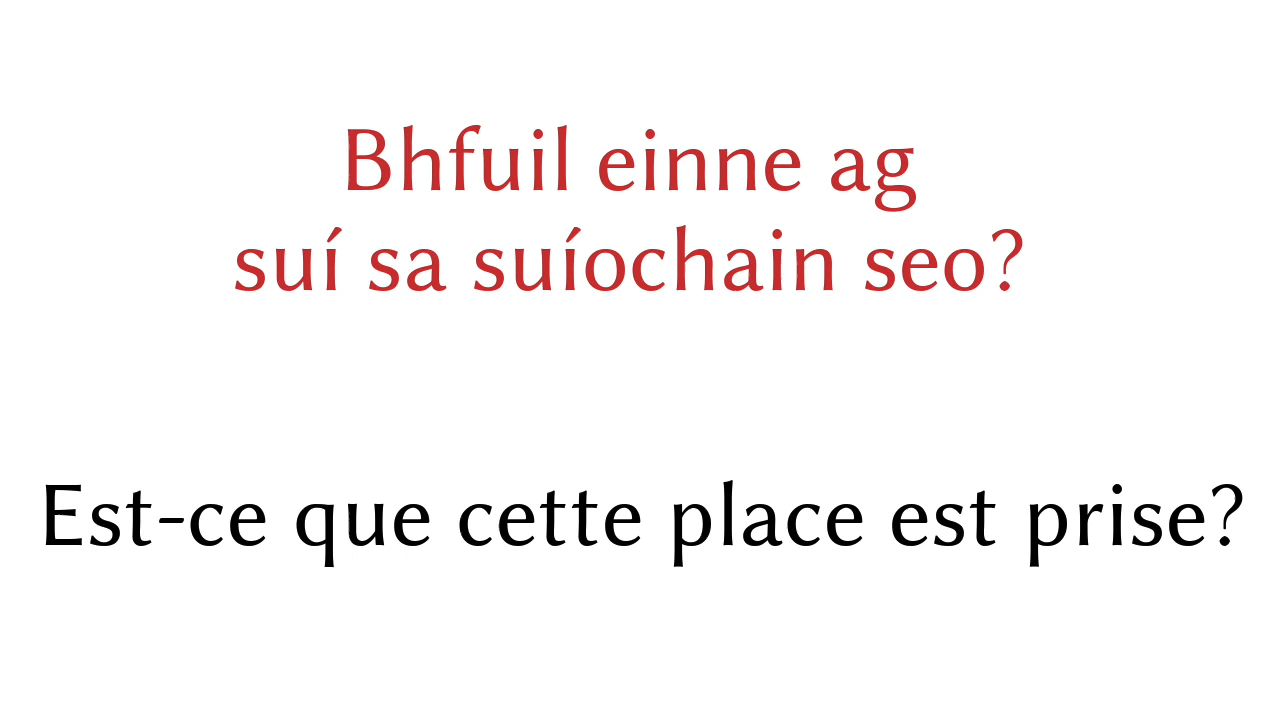 Bhfuil einne ag
suí sa suíochain seo?
Est-ce que cette place est prise?